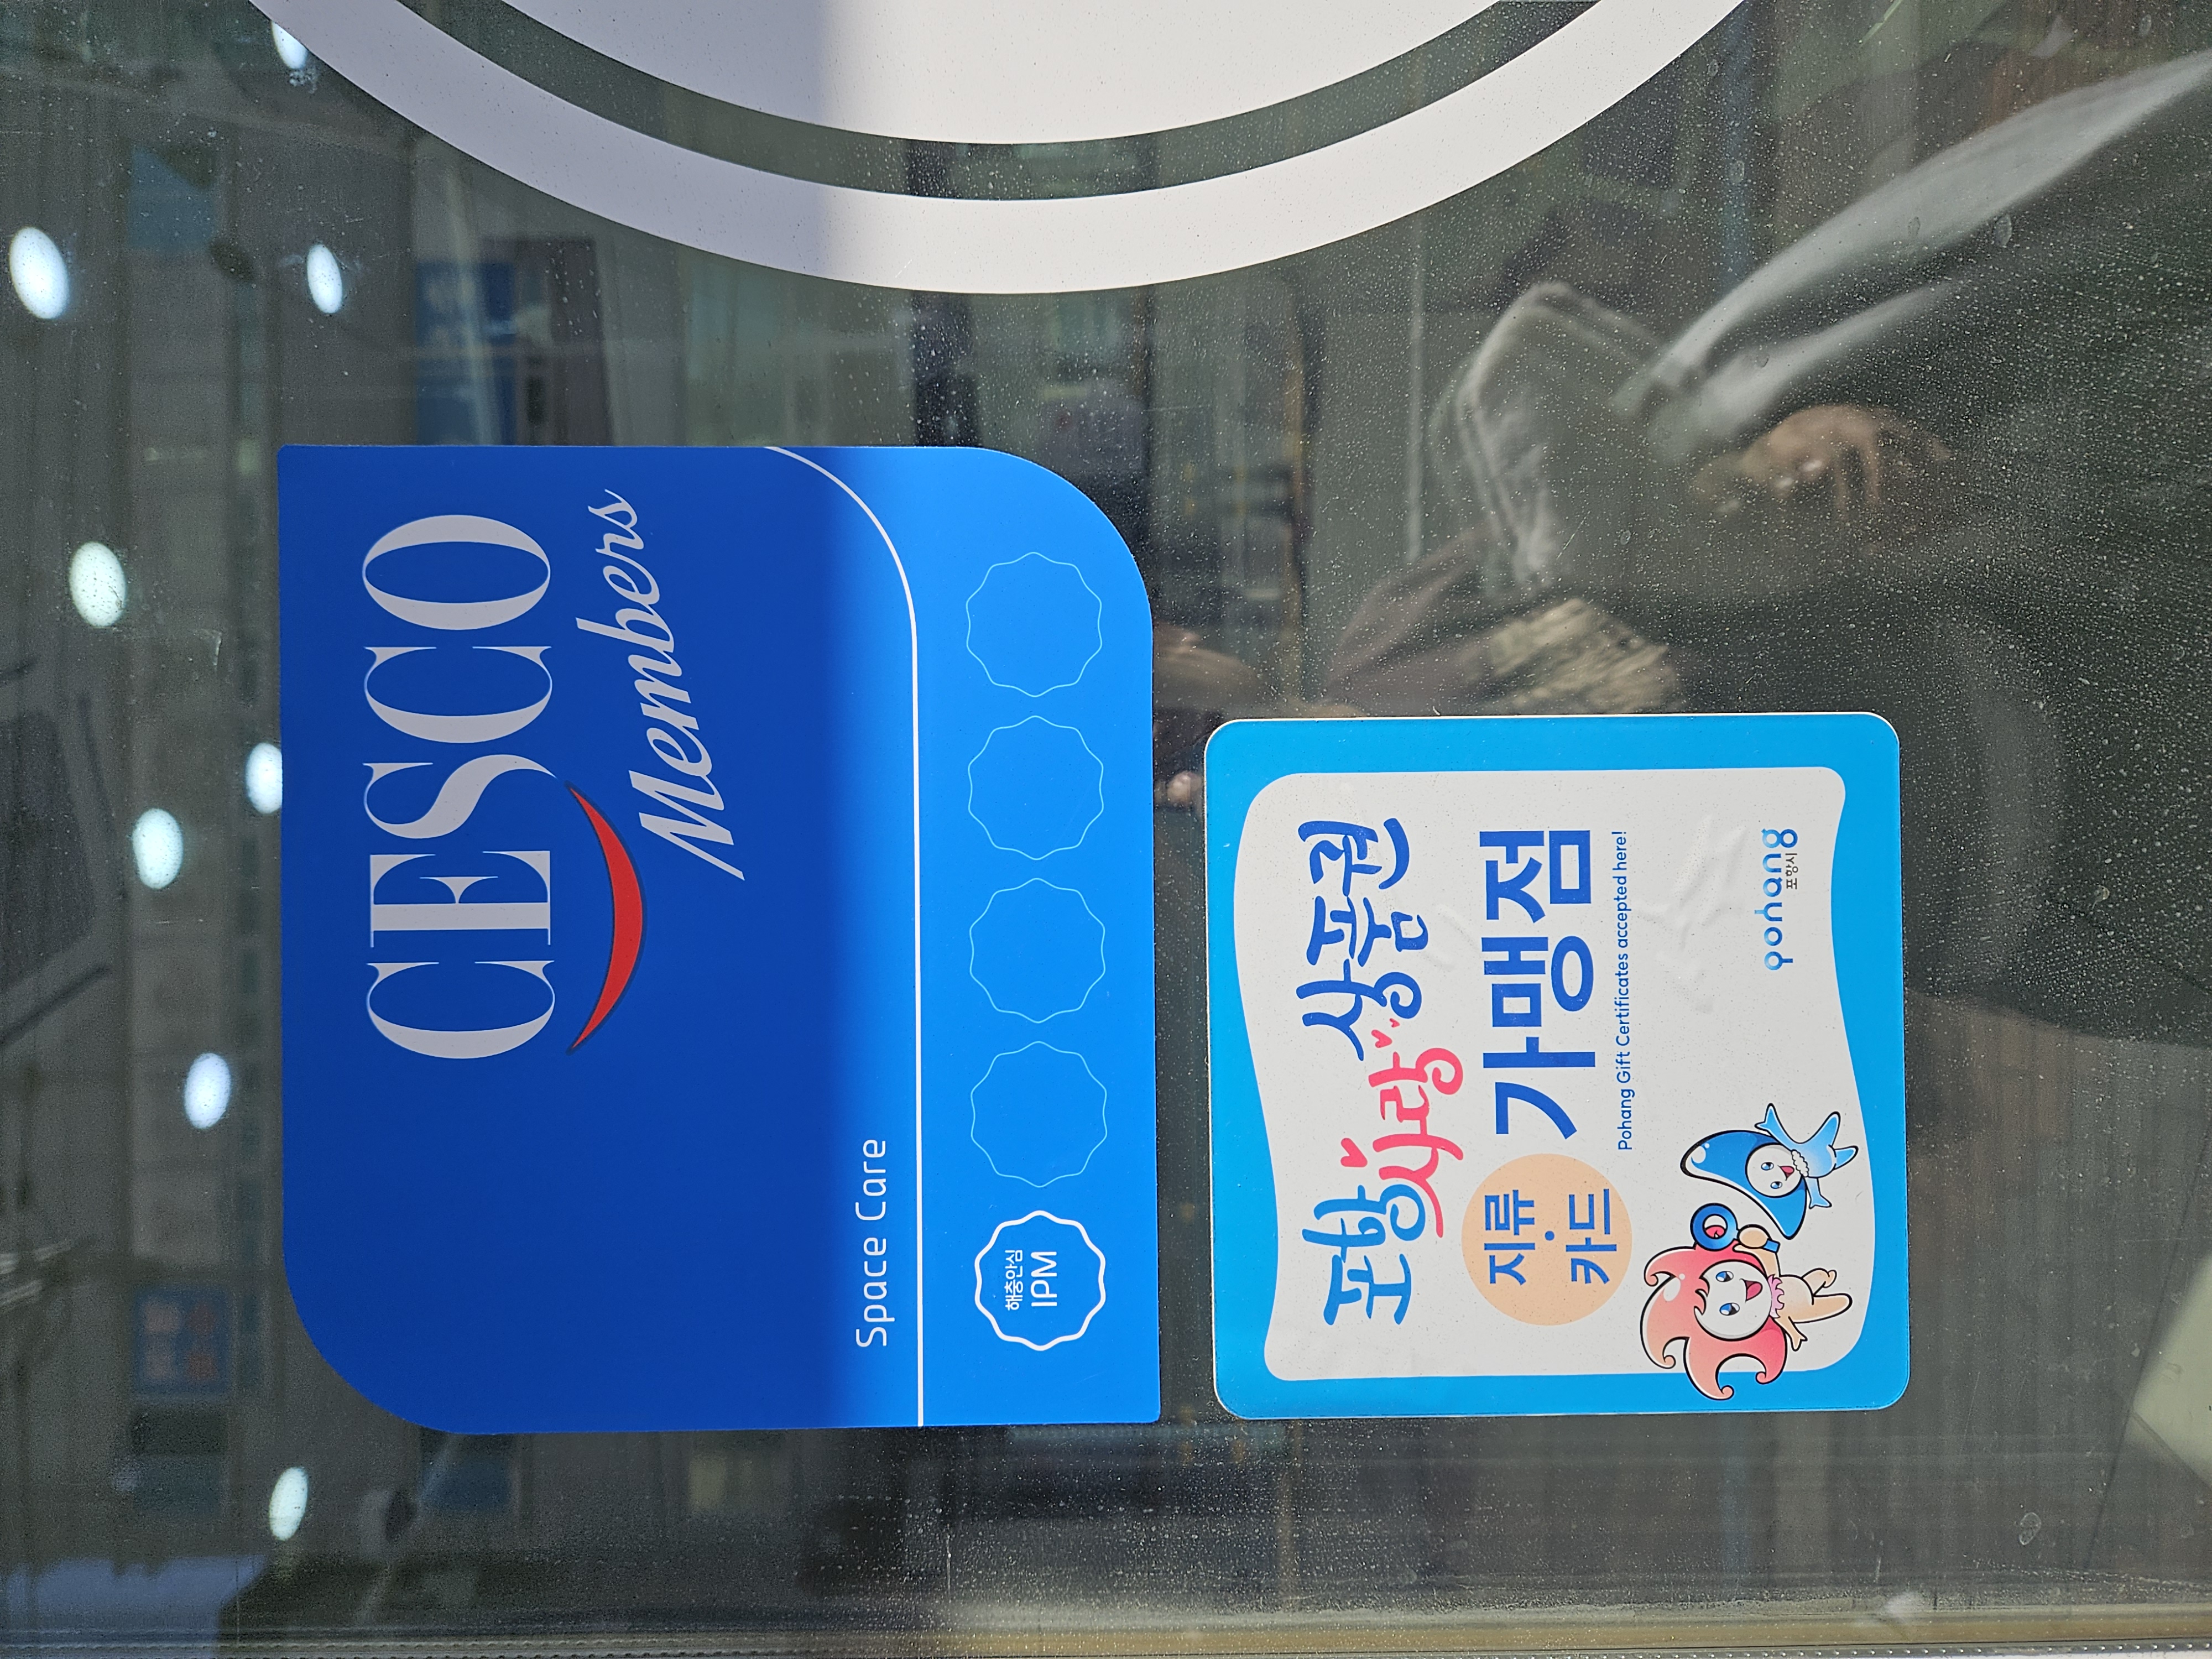 CESCO
Members
Space Care
해충안심
IPM
포항사랑 상품권
지류·카드 가맹점
Pohang Gift Certificates accepted here!
pohang
포항시